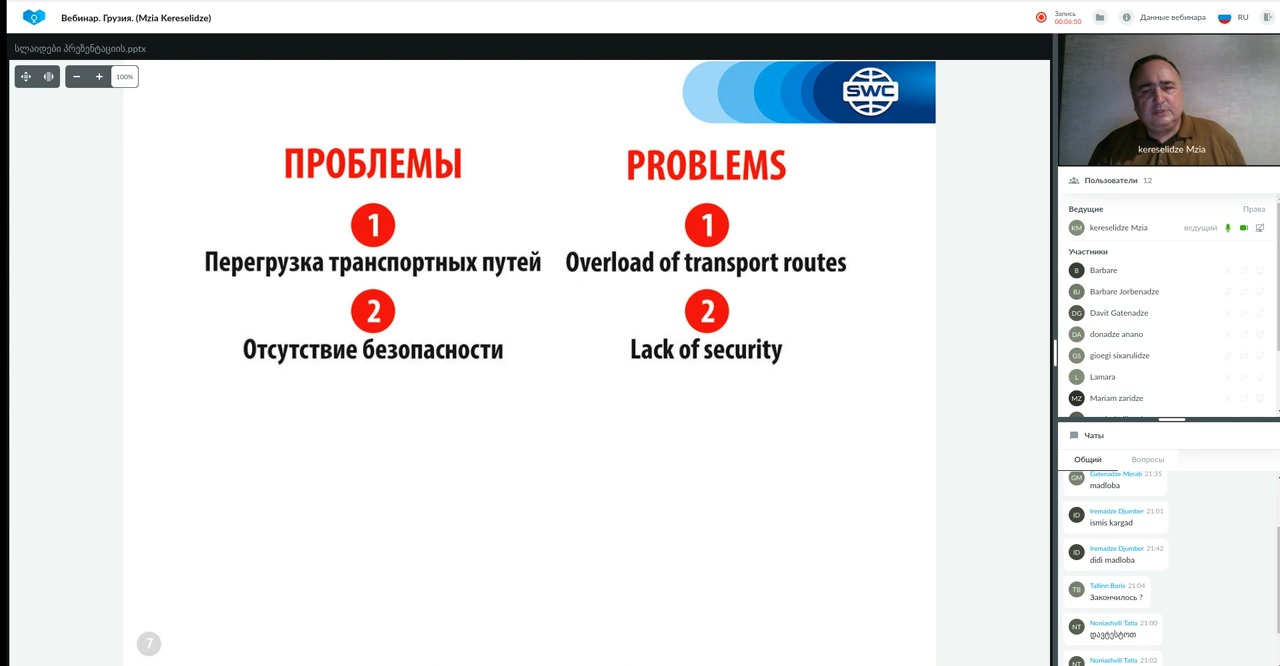 Вебинар. Грузия. (Mzia Kereselidze)
Запись
00:06:50
Данные вебинара
RU
სლაიდები პრეზენტაციის.pptx
100%
SWC
ПРОБЛЕМЫ
1
Перегрузка транспортных путей
2
Отсутствие безопасности
PROBLEMS
1
Overload of transport routes
2
Lack of security
7
kereselidze Mzia
Пользователи 12
Ведущие Права
KM kereselidze Mzia ведущий
Участники
B Barbare
BJ Barbare Jorbenadze
DG Davit Gatenadze
DA donadze anano
GS gioegi sixarulidze
L Lamara
MZ Mariam zaridze
Чаты
Общий Вопросы
GM Gatenadze Merab 21:35
madloba
ID Iremadze Djumber 21:01
ismis kargad
ID Iremadze Djumber 21:42
didi madloba
TB Tallinn Boris 21:04
Закончилось ?
NT Noniashvili Tatia 21:00
დავტესტოთ
NT Noniashvili Tatia 21:02